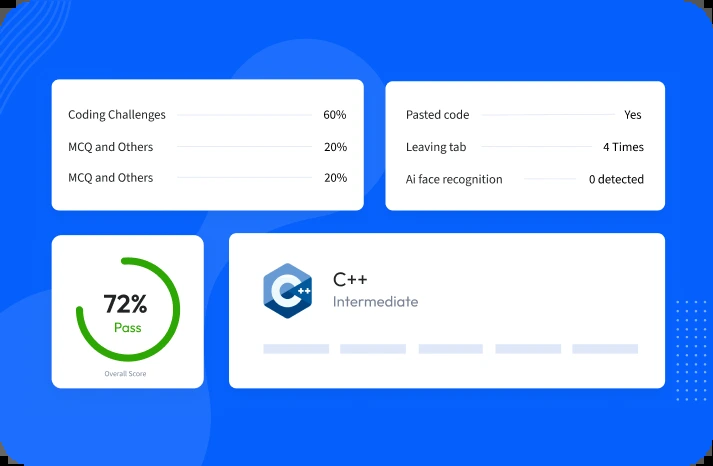 Coding Challenges 60%
MCQ and Others 20%
MCQ and Others 20%
Pasted code Yes
Leaving tab 4 Times
Ai face recognition 0 detected
72%
Pass
Overall Score
C++
C++
Intermediate